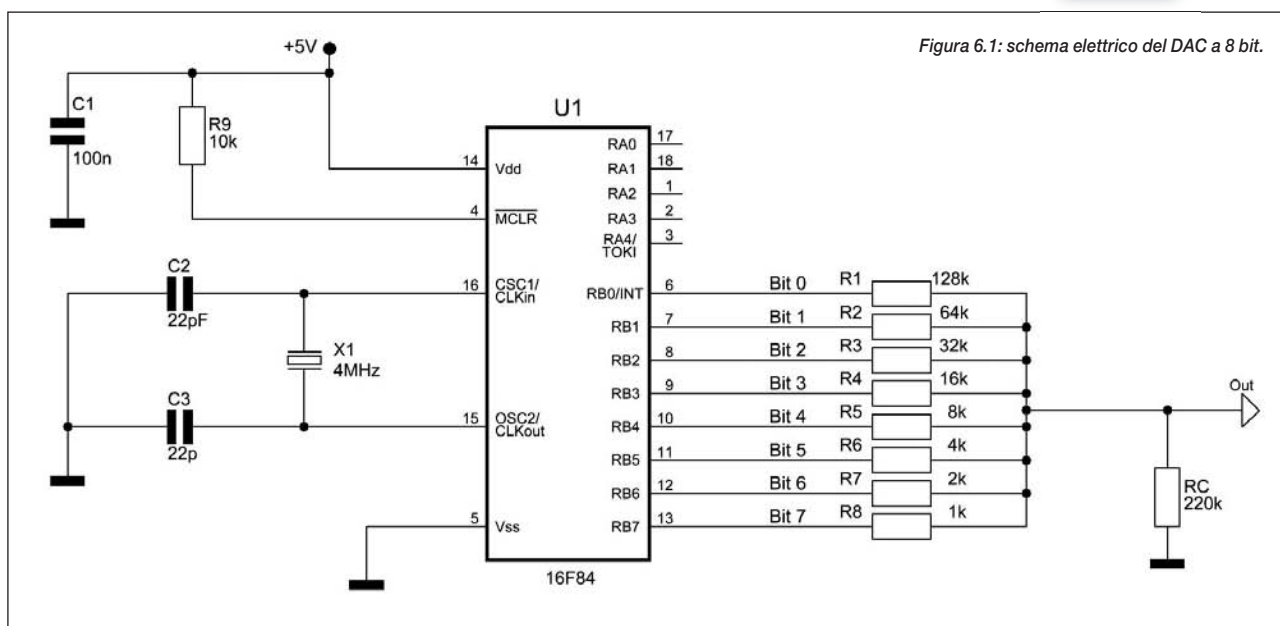 Figura 6.1: schema elettrico del DAC a 8 bit.
+5V
C1
100n
R9
10k
U1
14
Vdd
4
MCLR
C2
22pF
16
CSC1/
CLKin
X1
4MHz
C3
22p
15
OSC2/
CLKout
5
Vss
16F84
RA0
17
RA1
18
RA2
1
RA3
2
RA4/
TOKI
3
RB0/INT
6
Bit 0
R1
128k
RB1
7
Bit 1
R2
64k
RB2
8
Bit 2
R3
32k
RB3
9
Bit 3
R4
16k
RB4
10
Bit 4
R5
8k
RB5
11
Bit 5
R6
4k
RB6
12
Bit 6
R7
2k
RB7
13
Bit 7
R8
1k
Out
RC
220k